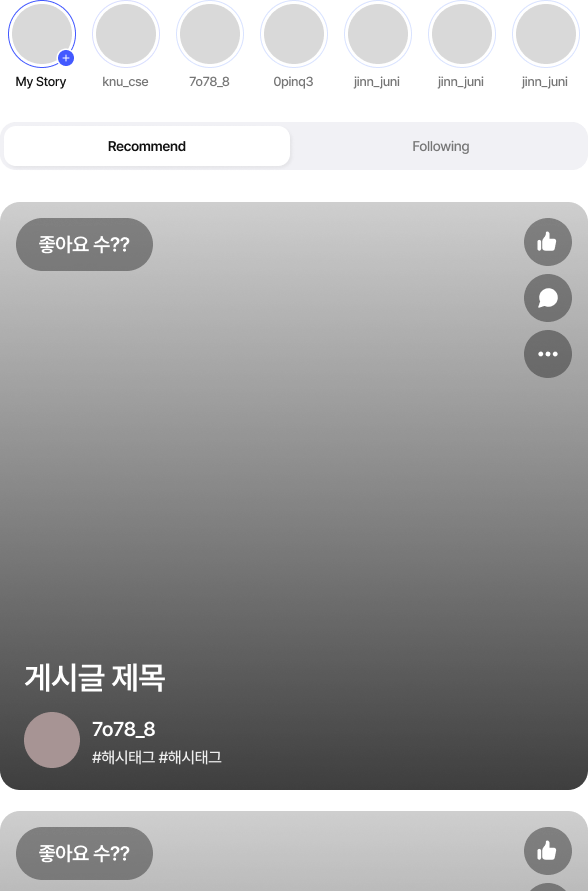 My Story
knu_cse
7o78_8
0pinq3
jinn_juni
jinn_juni
jinn_juni
Recommend
Following
좋아요 수??
게시글 제목
7o78_8
#해시태그 #해시태그
좋아요 수??